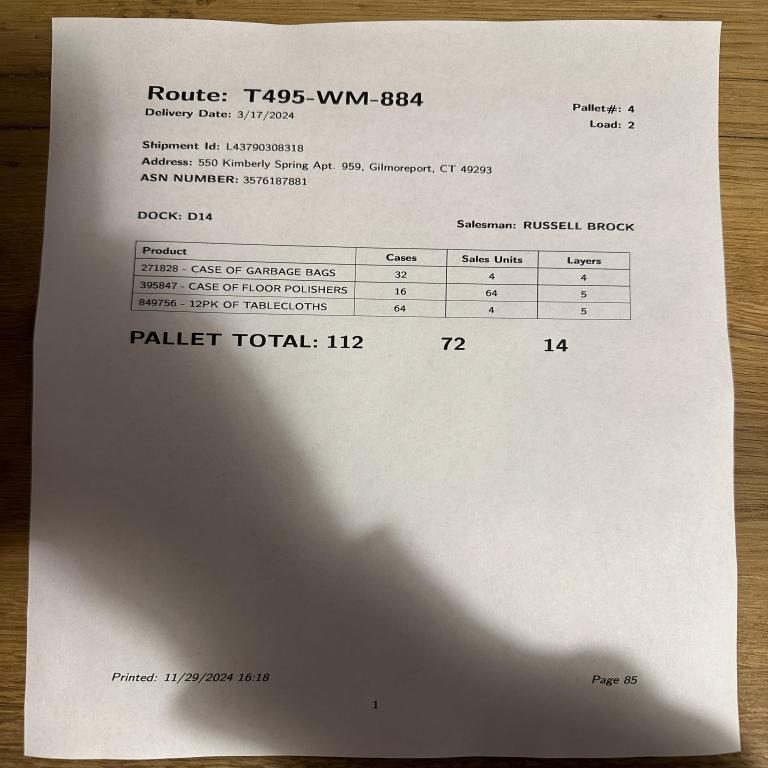 Route: T495-WM-884
Pallet#: 4
Delivery Date: 3/17/2024
Load: 2
Shipment Id: L43790308318
Address: 550 Kimberly Spring Apt. 959, Gilmoreport, CT 49293
ASN NUMBER: 3576187881
DOCK: D14
Salesman: RUSSELL BROCK
Product Cases Sales Units Layers
271828 - CASE OF GARBAGE BAGS 32 4 4
395847 - CASE OF FLOOR POLISHERS 16 64 5
849756 - 12PK OF TABLECLOTHS 64 4 5
PALLET TOTAL: 112 72 14
Printed: 11/29/2024 16:18
Page 85
1